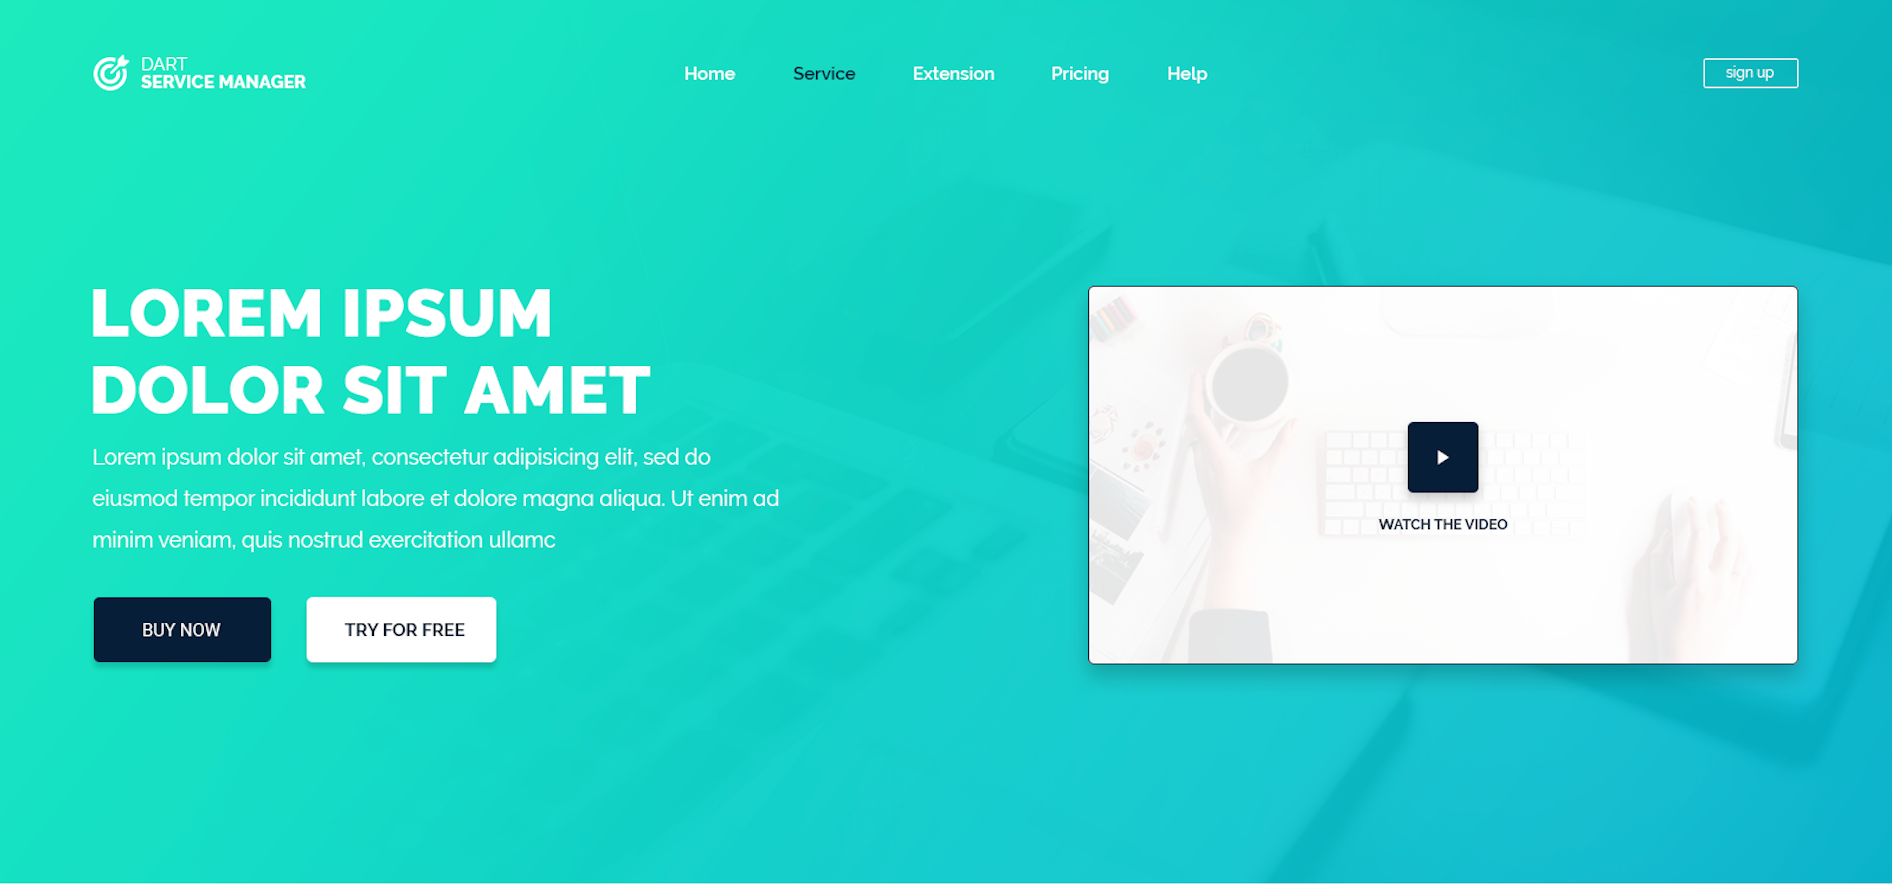 DART
SERVICE MANAGER
Home
Service
Extension
Pricing
Help
sign up
LOREM IPSUM
DOLOR SIT AMET
Lorem ipsum dolor sit amet, consectetur adipisicing elit, sed do
eiusmod tempor incididunt labore et dolore magna aliqua. Ut enim ad
minim veniam, quis nostrud exercitation ullamc
BUY NOW
TRY FOR FREE
WATCH THE VIDEO